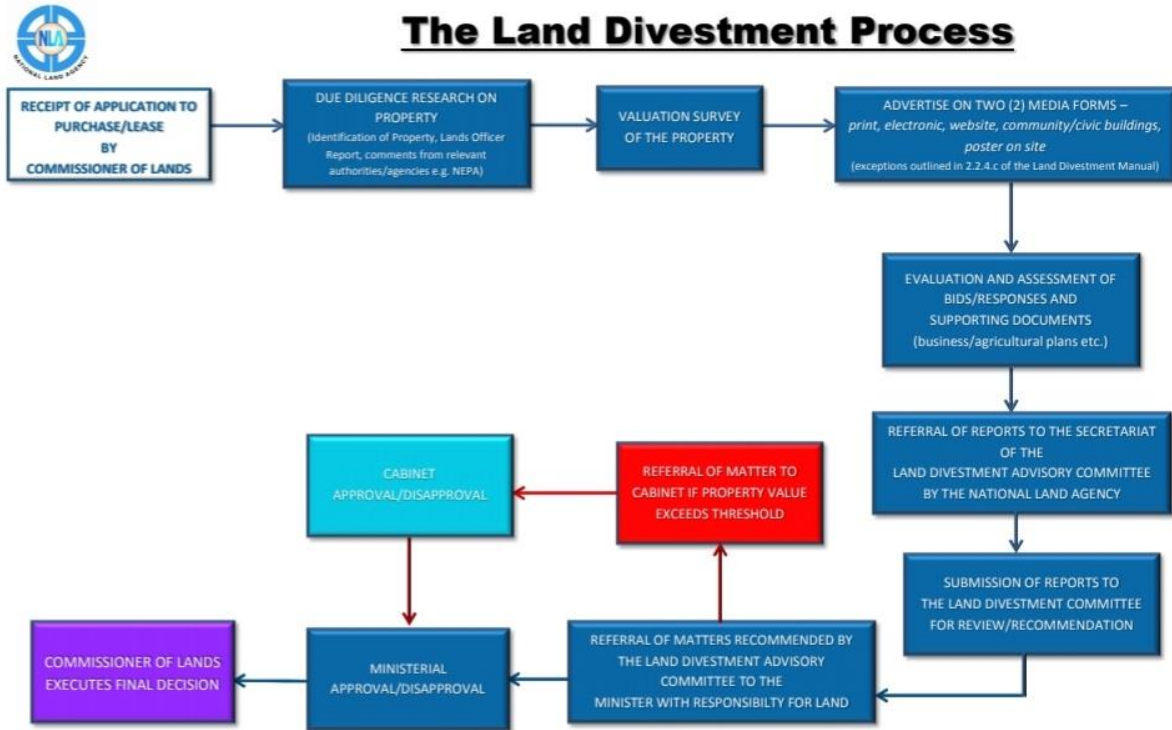 The Land Divestment Process
NLA
NATIONAL LAND AGENCY
RECEIPT OF APPLICATION TO
PURCHASE/LEASE
BY
COMMISSIONER OF LANDS
DUE DILIGENCE RESEARCH ON
PROPERTY
(Identification of Property, Lands Officer
Report, comments from relevant
authorities/agencies e.g. NEPA)
VALUATION SURVEY
OF THE PROPERTY
ADVERTISE ON TWO (2) MEDIA FORMS –
print, electronic, website, community/civic buildings,
poster on site
(exceptions outlined in 2.2.4.c of the Land Divestment Manual)
EVALUATION AND ASSESSMENT OF
BIDS/RESPONSES AND
SUPPORTING DOCUMENTS
(business/agricultural plans etc.)
REFERRAL OF REPORTS TO THE SECRETARIAT
OF THE
LAND DIVESTMENT ADVISORY COMMITTEE
BY THE NATIONAL LAND AGENCY
SUBMISSION OF REPORTS TO
THE LAND DIVESTMENT COMMITTEE
FOR REVIEW/RECOMMENDATION
REFERRAL OF MATTERS RECOMMENDED BY
THE LAND DIVESTMENT ADVISORY
COMMITTEE TO THE
MINISTER WITH RESPONSIBILTY FOR LAND
REFERRAL OF MATTER TO
CABINET IF PROPERTY VALUE
EXCEEDS THRESHOLD
CABINET
APPROVAL/DISAPPROVAL
MINISTERIAL
APPROVAL/DISAPPROVAL
COMMISSIONER OF LANDS
EXECUTES FINAL DECISION